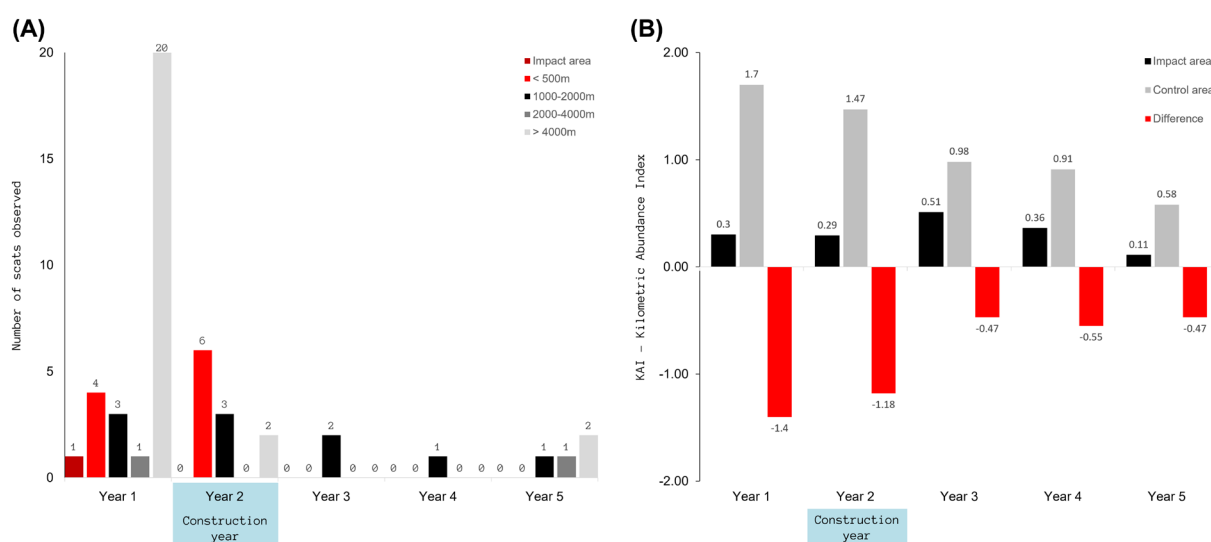 (A)
20
15
10
5
0
Number of scats observed
Impact area
< 500m
1000-2000m
2000-4000m
> 4000m
1
4
3
1
20
0
6
3
0
2
0
0
2
0
0
0
0
1
0
0
0
0
1
1
2
Year 1
Year 2
Year 3
Year 4
Year 5
Construction
year
(B)
2.00
1.00
0.00
-1.00
-2.00
KAI - Kilometric Abundance Index
Impact area
Control area
Difference
0.3
1.7
-1.4
0.29
1.47
-1.18
0.51
0.98
-0.47
0.36
0.91
-0.55
0.11
0.58
-0.47
Year 1
Year 2
Year 3
Year 4
Year 5
Construction
year